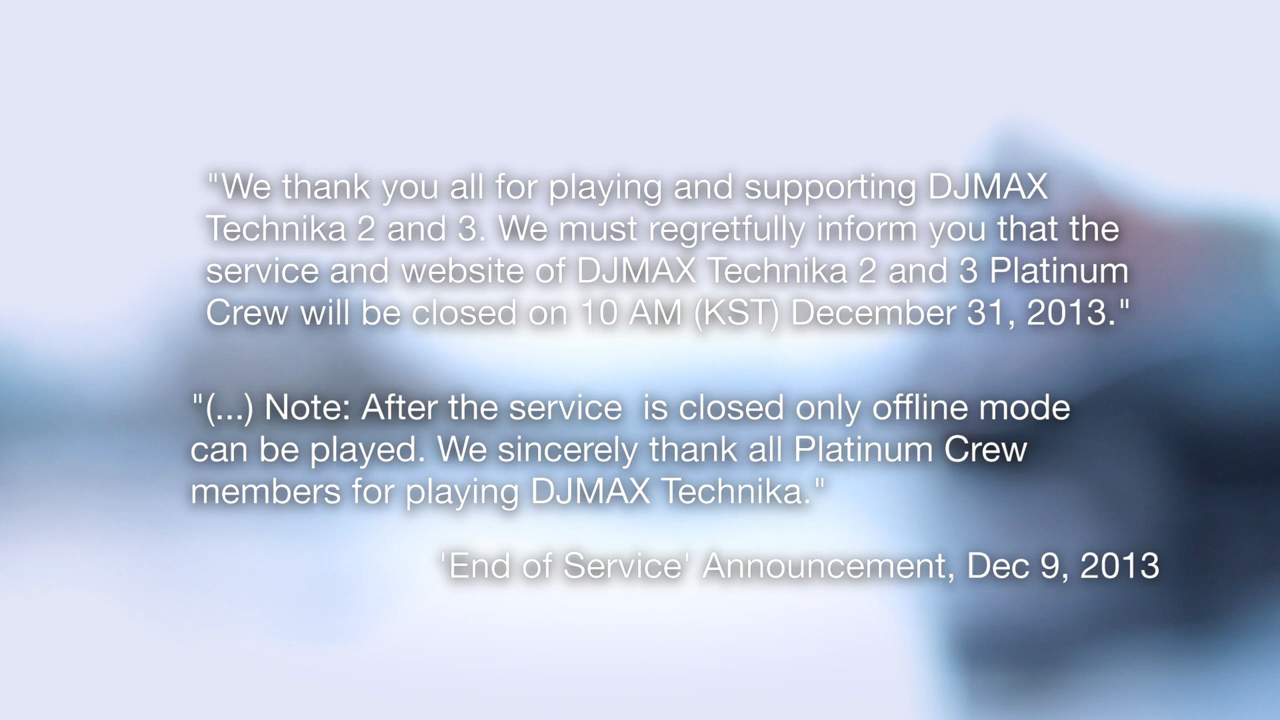 "We thank you all for playing and supporting DJMAX
Technika 2 and 3. We must regretfully inform you that the
service and website of DJMAX Technika 2 and 3 Platinum
Crew will be closed on 10 AM (KST) December 31, 2013."
"(...) Note: After the service  is closed only offline mode
can be played. We sincerely thank all Platinum Crew
members for playing DJMAX Technika."
'End of Service' Announcement, Dec 9, 2013